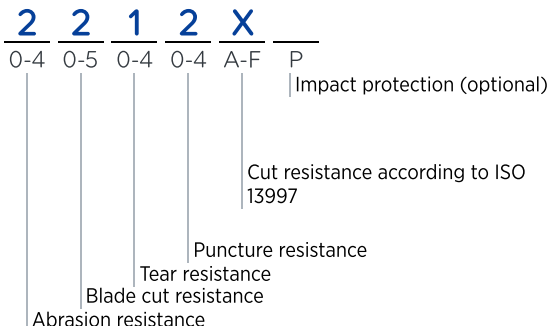 2 2 1 2 X
0-4 0-5 0-4 0-4 A-F P
Impact protection (optional)
Cut resistance according to ISO
13997
Puncture resistance
Tear resistance
Blade cut resistance
Abrasion resistance